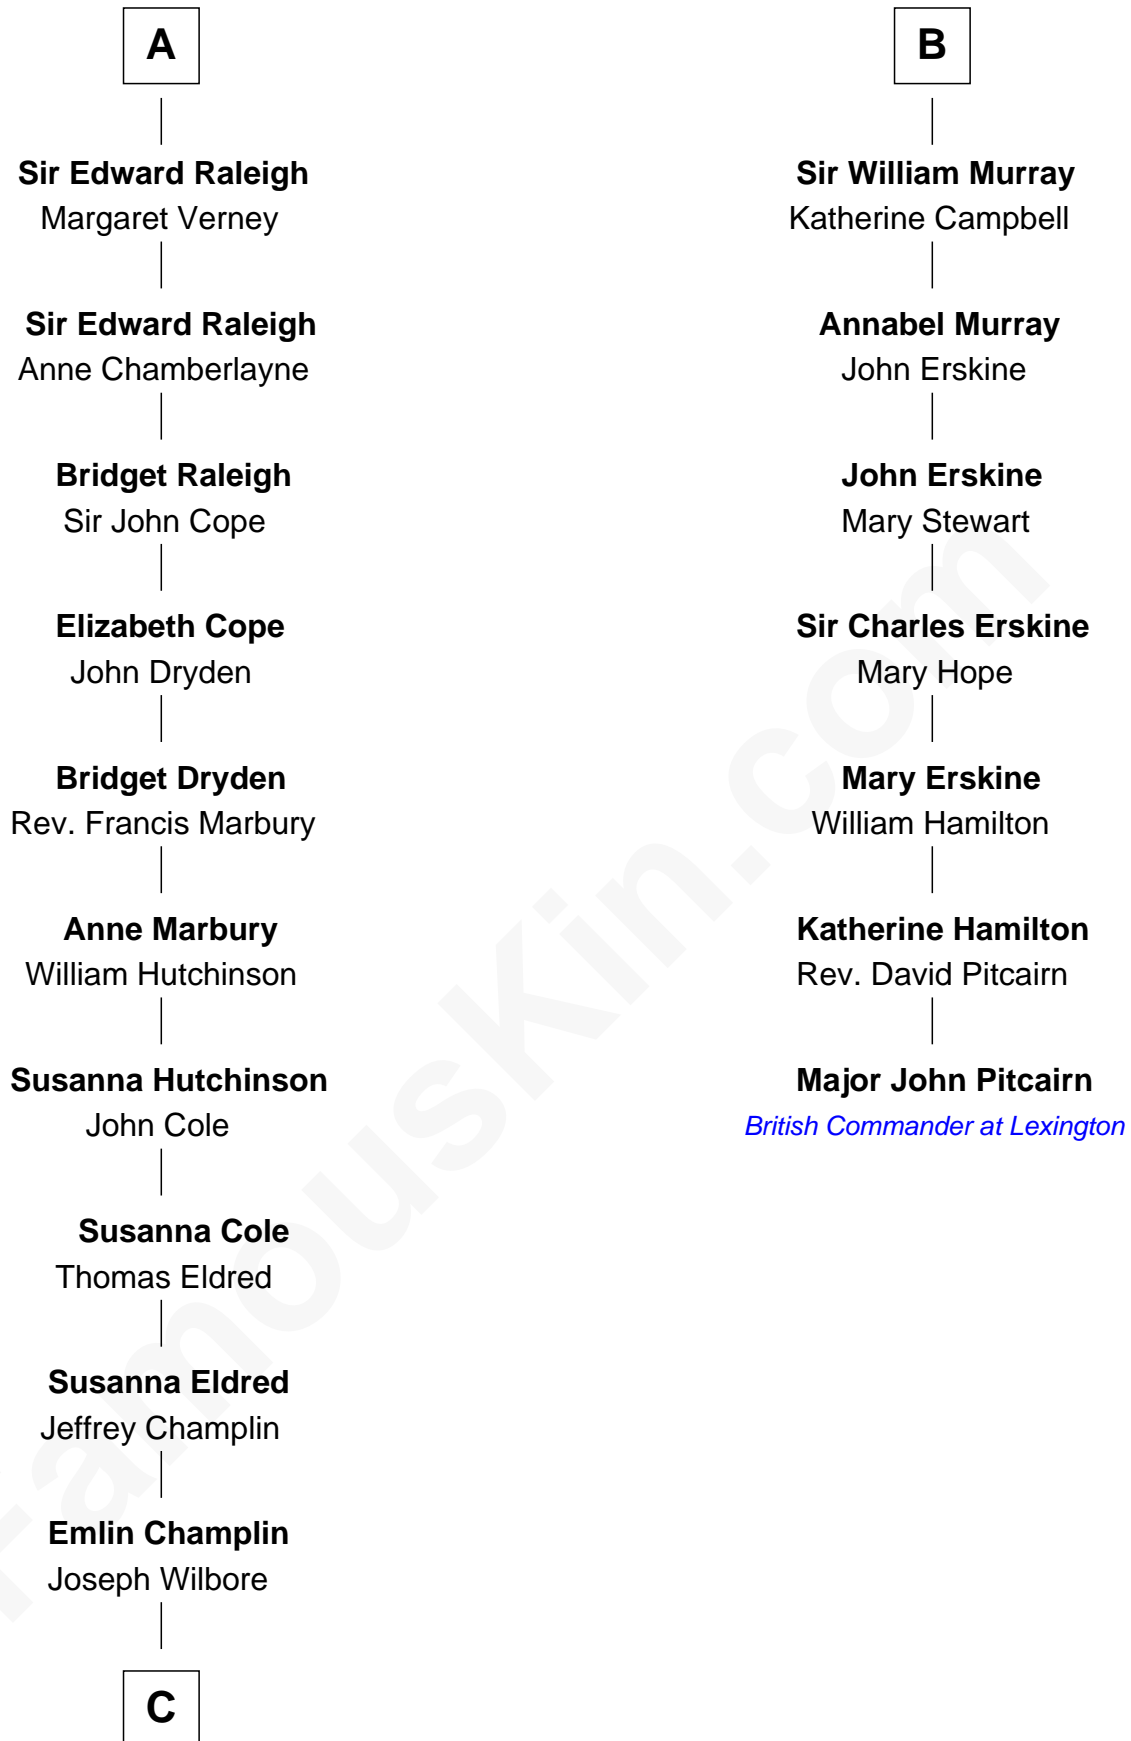 A
Sir Edward Raleigh
Margaret Verney
Sir Edward Raleigh
Anne Chamberlayne
Bridget Raleigh
Sir John Cope
Elizabeth Cope
John Dryden
Bridget Dryden
Rev. Francis Marbury
Anne Marbury
William Hutchinson
Susanna Hutchinson
John Cole
Susanna Cole
Thomas Eldred
Susanna Eldred
Jeffrey Champlin
Emlin Champlin
Joseph Wilbore
C
B
Sir William Murray
Katherine Campbell
Annabel Murray
John Erskine
John Erskine
Mary Stewart
Sir Charles Erskine
Mary Hope
Mary Erskine
William Hamilton
Katherine Hamilton
Rev. David Pitcairn
Major John Pitcairn
British Commander at Lexington
FamousKin.com